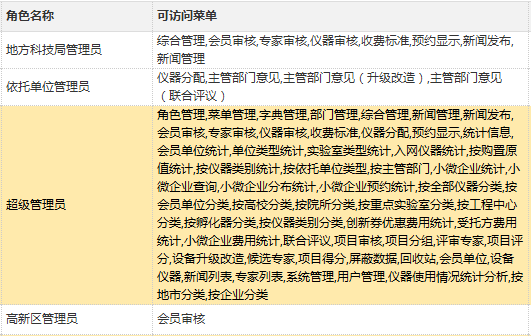 角色名称 可访问菜单
地方科技局管理员 综合管理,会员审核,专家审核,仪器审核,收费标准,预约显示,新闻发布,
新闻管理
依托单位管理员 仪器分配,主管部门意见,主管部门意见（升级改造）,主管部门意见
（联合评议）
超级管理员 角色管理,菜单管理,字典管理,部门管理,综合管理,新闻管理,新闻发布,
会员审核,专家审核,仪器审核,收费标准,仪器分配,预约显示,统计信息,
会员单位统计,单位类型统计,实验室类型统计,入网仪器统计,按购置原
值统计,按仪器类别统计,按依托单位类型,按主管部门,小微企业统计,小
微企业查询,小微企业分布统计,小微企业预约统计,按全部仪器分类,按
会员单位分类,按高校分类,按院所分类,按重点实验室分类,按工程中心
分类,按孵化器分类,按仪器类别分类,创新券优惠费用统计,受托方费用
统计,小微企业费用统计,联合评议,项目审核,项目分组,评审专家,项目评
分,设备升级改造,候选专家,项目得分,屏蔽数据,回收站,会员单位,设备
仪器,新闻列表,专家列表,系统管理,用户管理,仪器使用情况统计分析,按
地市分类,按企业分类
高新区管理员 会员审核